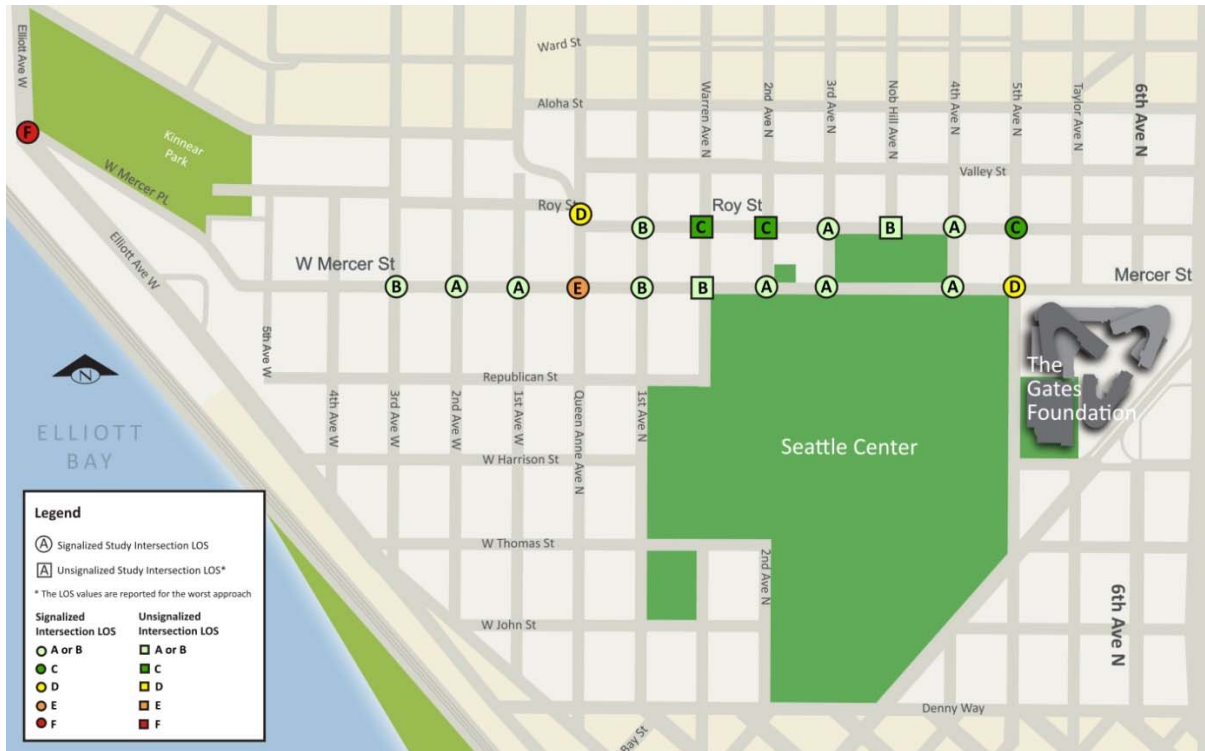 Elliott Ave W
Ward St
Aloha St
Warren Ave N
2nd Ave N
3rd Ave N
Nob Hill Ave N
4th Ave N
5th Ave N
Taylor Ave N
6th Ave N
F
Kinnear
Park
W Mercer PL
Valley St
Roy St
D
B
C
Roy St
C
A
B
A
C
Elliott Ave W
W Mercer St
Mercer St
B
A
A
E
B
B
A
A
A
D
5th Ave W
Republican St
4th Ave W
3rd Ave W
2nd Ave W
1st Ave W
Queen Anne Ave N
1st Ave N
The
Gates
Foundation
N
ELLIOTT
BAY
Seattle Center
W Harrison St
W Thomas St
2nd Ave N
W John St
6th Ave N
Denny Way
Bay St
Legend
A Signalized Study Intersection LOS
A Unsignalized Study Intersection LOS*
* The LOS values are reported for the worst approach
Signalized
Intersection LOS
A or B
C
D
E
F
Unsignalized
Intersection LOS
A or B
C
D
E
F